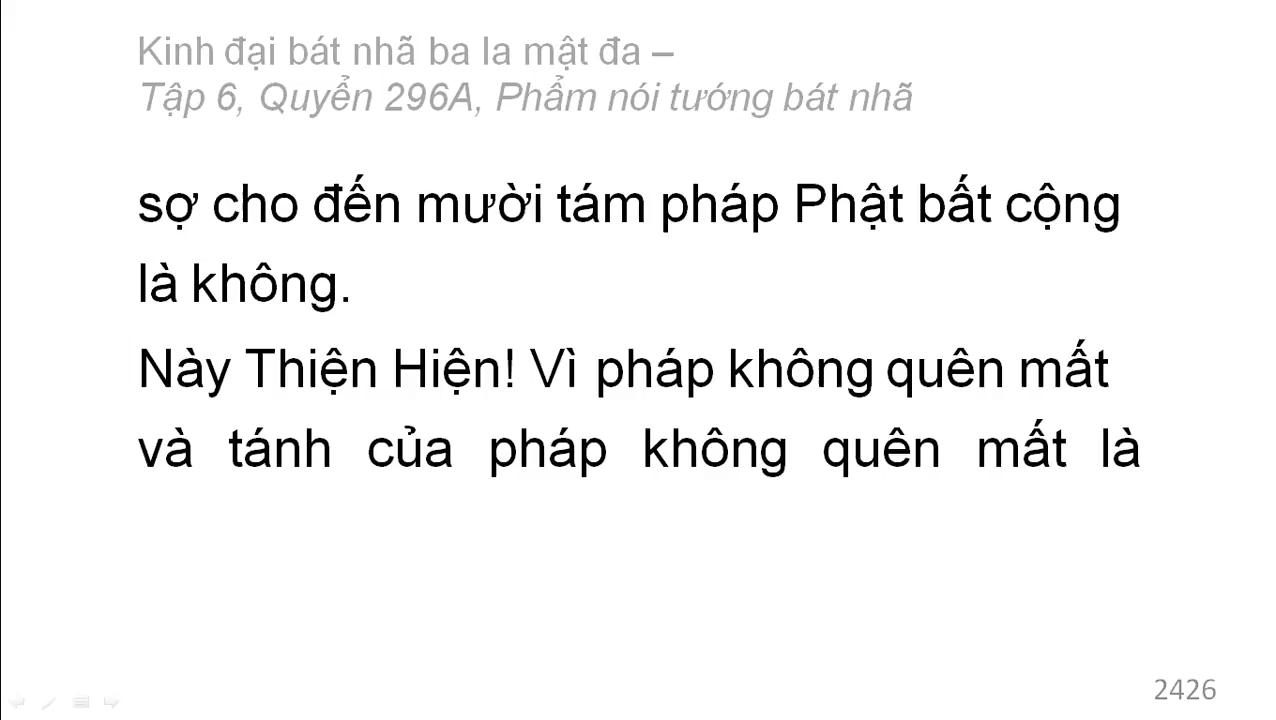 Kinh đại bát nhã ba la mật đa –
Tập 6, Quyển 296A, Phẩm nói tướng bát nhã
sợ cho đến mười tám pháp Phật bất cộng
là không.
Này Thiện Hiện! Vì pháp không quên mất
và tánh của pháp không quên mất là
2426